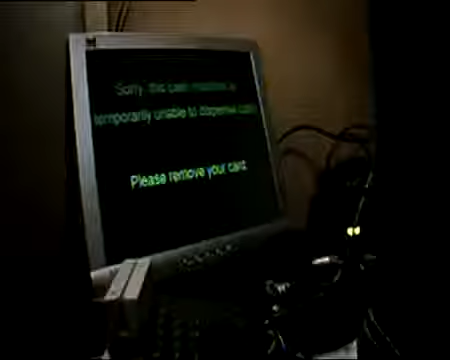 Sorry this cash machine is
temporarily unable to dispense cash
Please remove your card